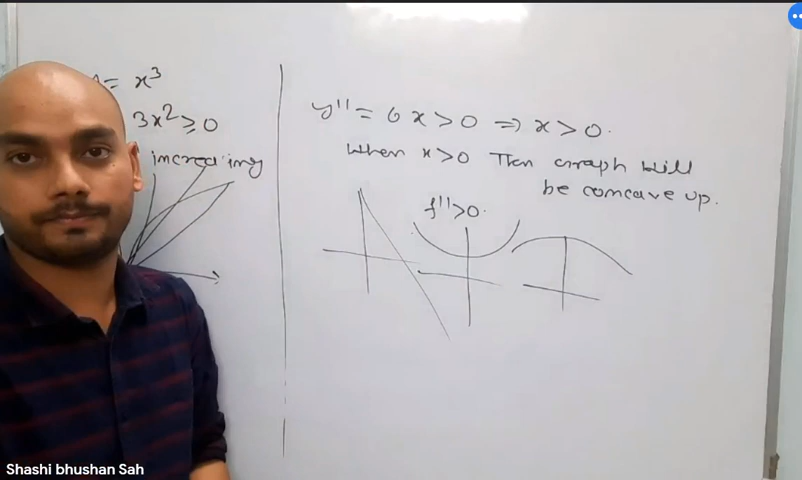 = x³
3x² ≥ 0
increasing
y'' = 6x > 0 ⇒ x > 0.
When x > 0 Then graph will
be concave up.
f'' > 0.
Shashi bhushan Sah